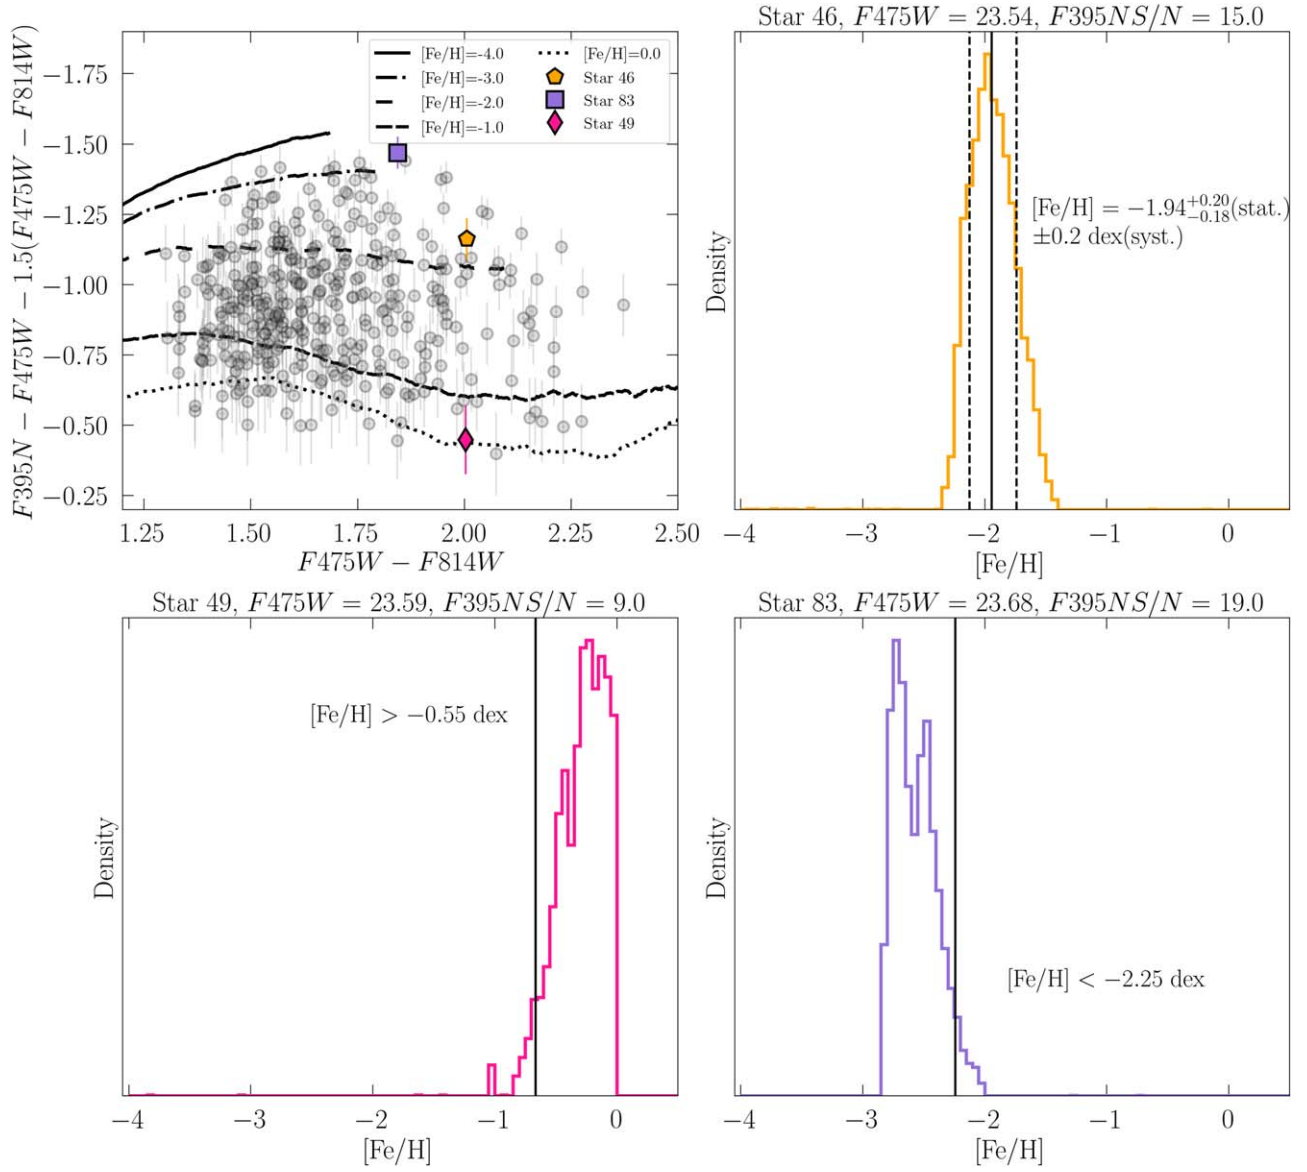 F395N − F475W − 1.5(F475W − F814W)
−1.75
−1.50
−1.25
−1.00
−0.75
−0.50
−0.25
[Fe/H]=-4.0
[Fe/H]=-3.0
[Fe/H]=-2.0
[Fe/H]=-1.0
[Fe/H]=0.0
Star 46
Star 83
Star 49
1.25 1.50 1.75 2.00 2.25 2.50
F475W − F814W
Star 46, F475W = 23.54, F395NS/N = 15.0
Density
[Fe/H] = −1.94+0.20−0.18(stat.)
±0.2 dex(syst.)
−4 −3 −2 −1 0
[Fe/H]
Star 49, F475W = 23.59, F395NS/N = 9.0
Density
[Fe/H] > −0.55 dex
−4 −3 −2 −1 0
[Fe/H]
Star 83, F475W = 23.68, F395NS/N = 19.0
Density
[Fe/H] < −2.25 dex
−4 −3 −2 −1 0
[Fe/H]